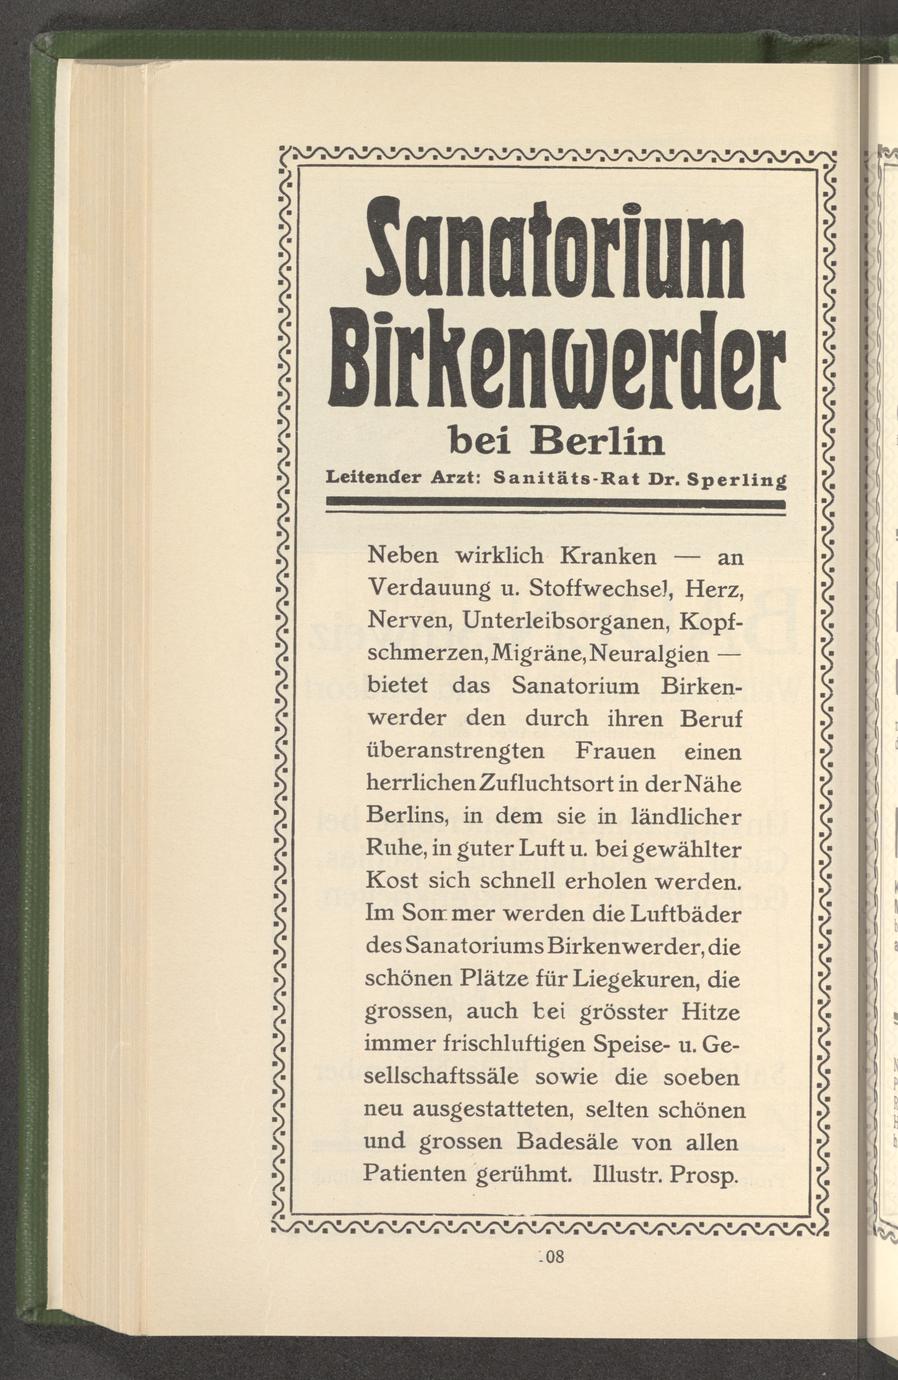 Sanatorium
Birkenwerder
bei Berlin
Leitender Arzt: Sanitäts-Rat Dr. Sperling
Neben wirklich Kranken — an
Verdauung u. Stoffwechsel, Herz,
Nerven, Unterleibsorganen, Kopf-
schmerzen, Migräne, Neuralgien —
bietet das Sanatorium Birken-
werder den durch ihren Beruf
überanstrengten Frauen einen
herrlichen Zufluchtsort in der Nähe
Berlins, in dem sie in ländlicher
Ruhe, in guter Luft u. bei gewählter
Kost sich schnell erholen werden.
Im Sommer werden die Luftbäder
des Sanatoriums Birkenwerder, die
schönen Plätze für Liegekuren, die
grossen, auch bei grösster Hitze
immer frischluftigen Speise- u. Ge-
sellschaftssäle sowie die soeben
neu ausgestatteten, selten schönen
und grossen Badesäle von allen
Patienten gerühmt. Illustr. Prosp.
08